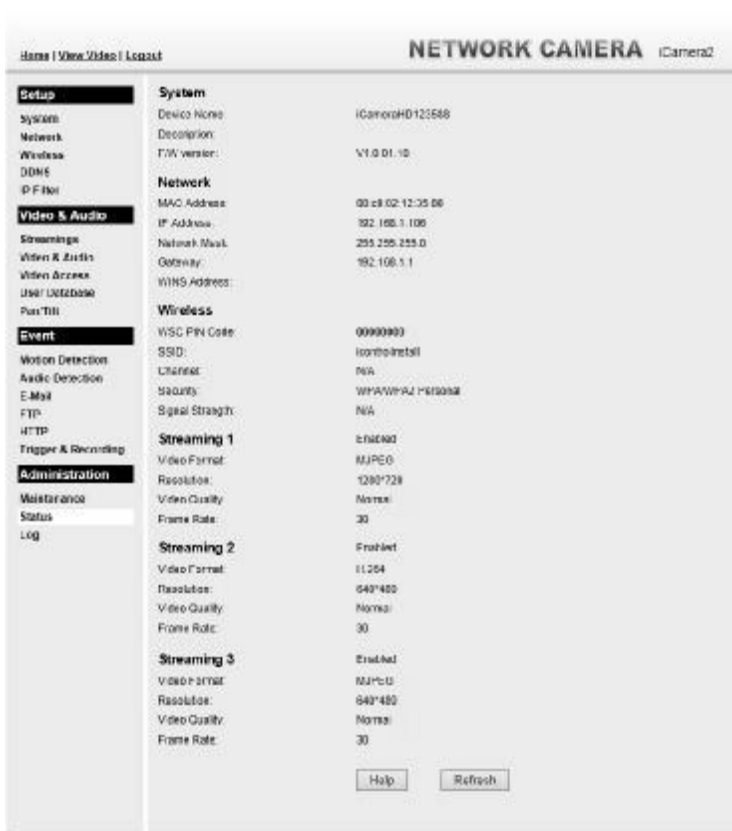 Home | View Video | Logout
NETWORK CAMERA iCamera2
Setup
System
Network
Wireless
DDNS
IP Filter
Video & Audio
Streamings
Video & Audio
Video Access
User Database
Pan/Tilt
Event
Motion Detection
Audio Detection
E-Mail
FTP
HTTP
Trigger & Recording
Administration
Maintenance
Status
Log
System
Device Name: iCameraHD123588
Description:
F/W version: V1.0.01.10
Network
MAC Address:
IP Address: 192.168.1.106
Network Mask: 255.255.255.0
Gateway: 192.168.1.1
WINS Address:
Wireless
WSC PIN Code:
SSID:
Channel: N/A
Security: WPA/WPA2 Personal
Signal Strength: N/A
Streaming 1 Enabled
Video Format: MJPEG
Resolution: 1280*720
Video Quality: Normal
Frame Rate: 30
Streaming 2 Enabled
Video Format: H.264
Resolution: 640*480
Video Quality: Normal
Frame Rate: 30
Streaming 3 Enabled
Video Format: MJPEG
Resolution: 640*480
Video Quality: Normal
Frame Rate: 30
Help Refresh